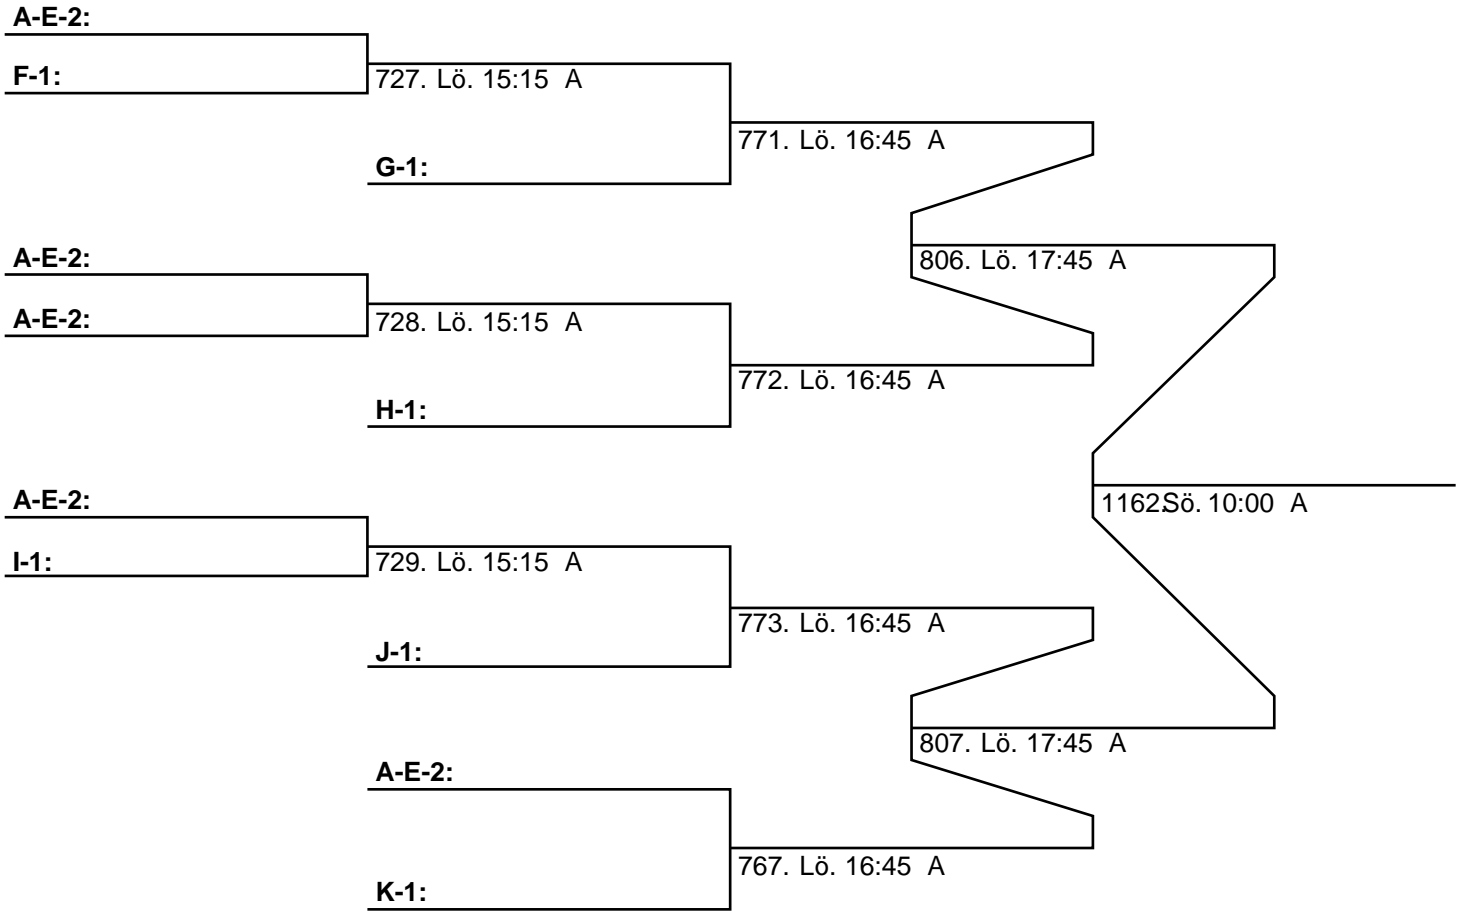 A-E-2:
F-1:
727. Lö. 15:15 A
771. Lö. 16:45 A
G-1:
A-E-2:
806. Lö. 17:45 A
A-E-2:
728. Lö. 15:15 A
772. Lö. 16:45 A
H-1:
A-E-2:
1162. Sö. 10:00 A
I-1:
729. Lö. 15:15 A
773. Lö. 16:45 A
J-1:
807. Lö. 17:45 A
A-E-2:
767. Lö. 16:45 A
K-1: